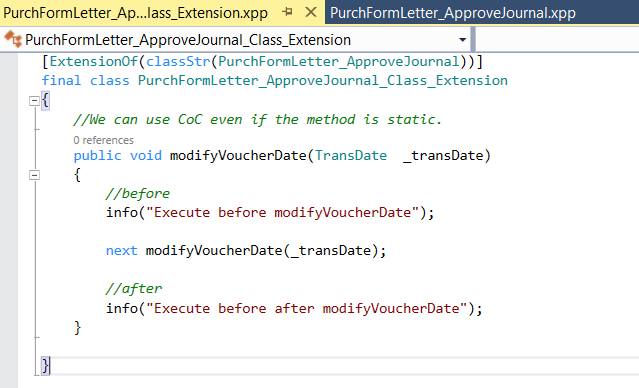 PurchFormLetter_Ap...lass_Extension.xpp PurchFormLetter_ApproveJournal.xpp
PurchFormLetter_ApproveJournal_Class_Extension
[ExtensionOf(classStr(PurchFormLetter_ApproveJournal))]
final class PurchFormLetter_ApproveJournal_Class_Extension
{
//We can use CoC even if the method is static.
0 references
public void modifyVoucherDate(TransDate  _transDate)
{
//before
info("Execute before modifyVoucherDate");
next modifyVoucherDate(_transDate);
//after
info("Execute before after modifyVoucherDate");
}
}